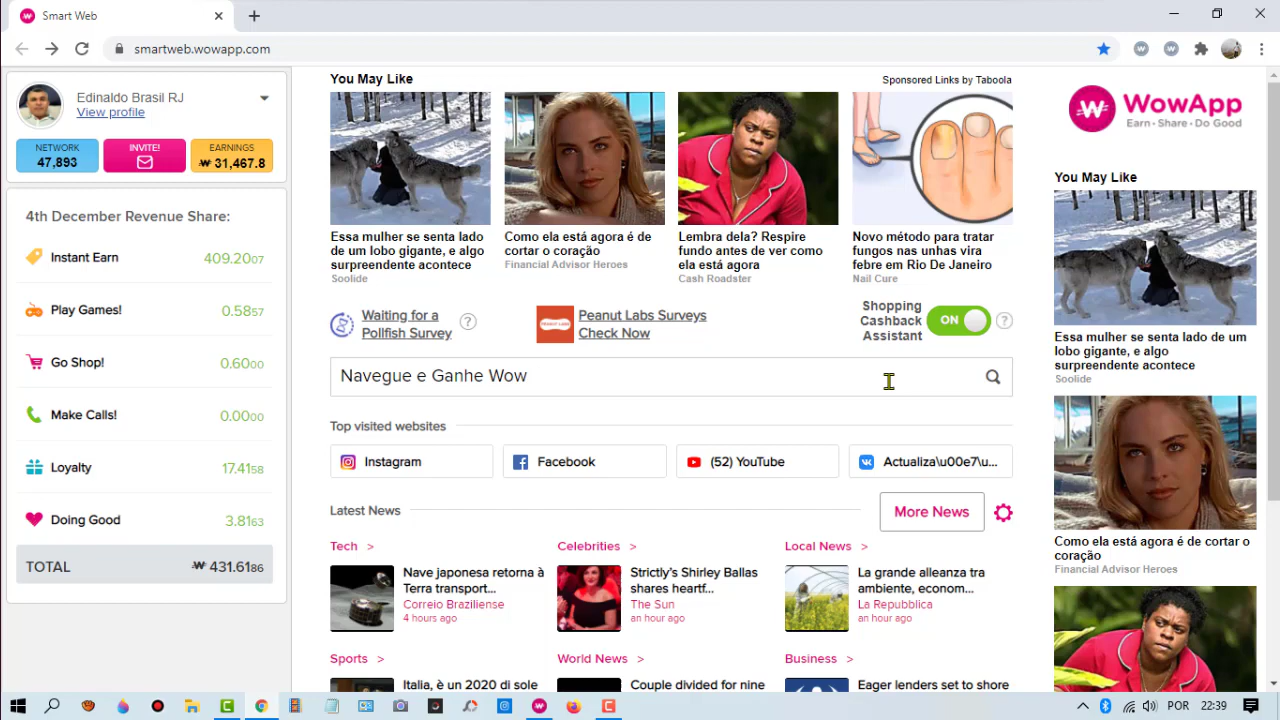 Smart Web
smartweb.wowapp.com
Edinaldo Brasil RJ
View profile
NETWORK
47,893
INVITE!
EARNINGS
31,467.8
4th December Revenue Share:
Instant Earn 409.2007
Play Games! 0.5857
Go Shop! 0.6000
Make Calls! 0.0000
Loyalty 17.4158
Doing Good 3.8163
TOTAL 431.6186
You May Like
Sponsored Links by Taboola
Essa mulher se senta lado
de um lobo gigante, e algo
surpreendente acontece
Soolide
Como ela está agora é de
cortar o coração
Financial Advisor Heroes
Lembra dela? Respire
fundo antes de ver como
ela está agora
Cash Roadster
Novo método para tratar
fungos nas unhas vira
febre em Rio De Janeiro
Nail Cure
Waiting for a
Pollfish Survey
?
PEANUT LABS
Peanut Labs Surveys
Check Now
Shopping
Cashback
Assistant
ON
?
Navegue e Ganhe Wow
Top visited websites
Instagram
Facebook
(52) YouTube
Actualiza\u00e7\u...
Latest News
More News
Tech >
Nave japonesa retorna à
Terra transport...
Correio Braziliense
4 hours ago
Celebrities >
Strictly's Shirley Ballas
shares heartf...
The Sun
an hour ago
Local News >
La grande alleanza tra
ambiente, econom...
La Repubblica
an hour ago
Sports >
Italia, è un 2020 di sole
World News >
Couple divided for nine
Business >
Eager lenders set to shore
WowApp
Earn • Share • Do Good
You May Like
Essa mulher se senta lado de um
lobo gigante, e algo
surpreendente acontece
Soolide
Como ela está agora é de cortar o
coração
Financial Advisor Heroes
POR 22:39